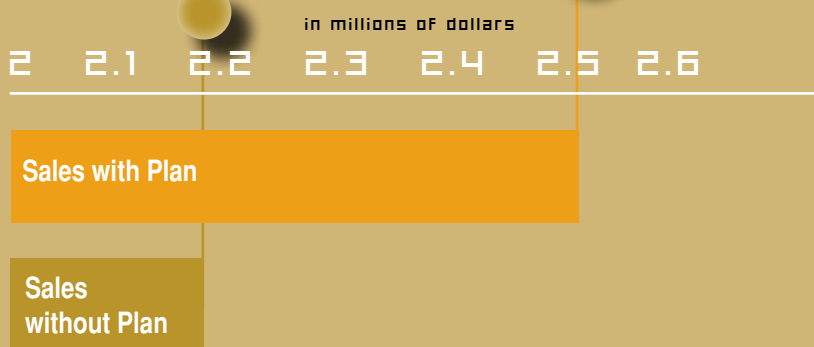 in millions of dollars
2 2.1 2.2 2.3 2.4 2.5 2.6
Sales with Plan
Sales
without Plan